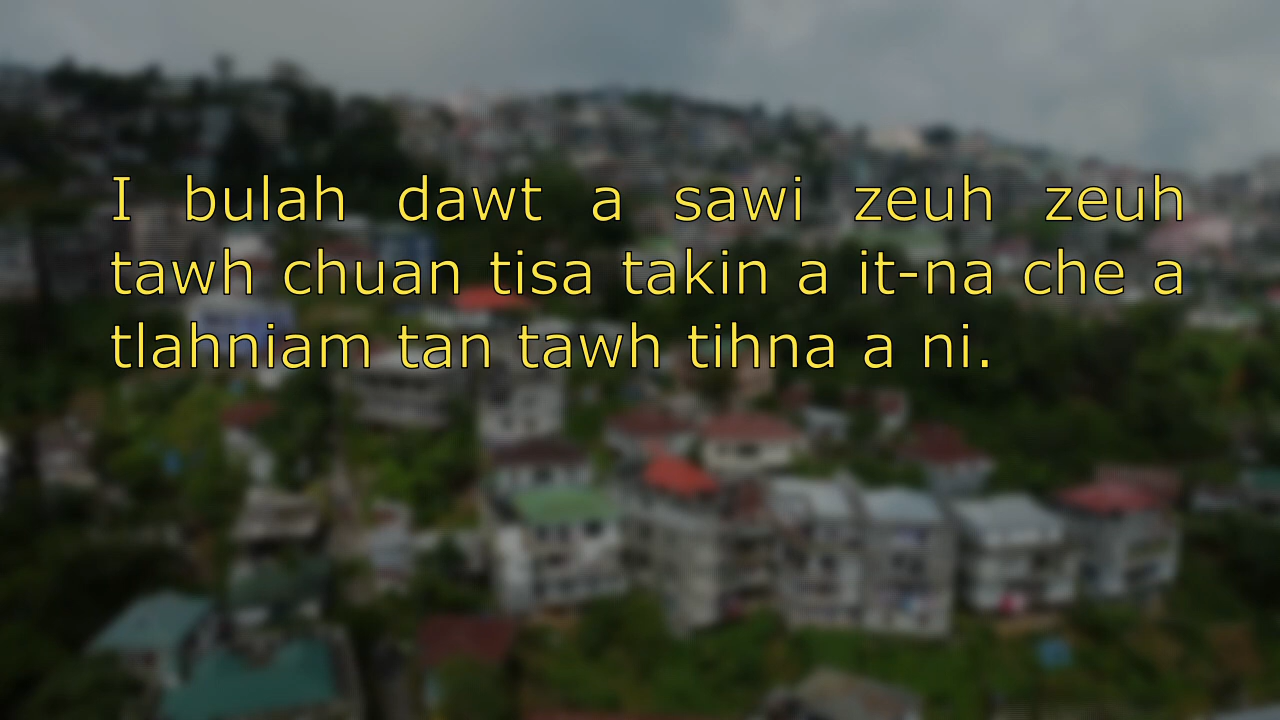 I bulah dawt a sawi zeuh zeuh
tawh chuan tisa takin a it-na che a
tlahniam tan tawh tihna a ni.